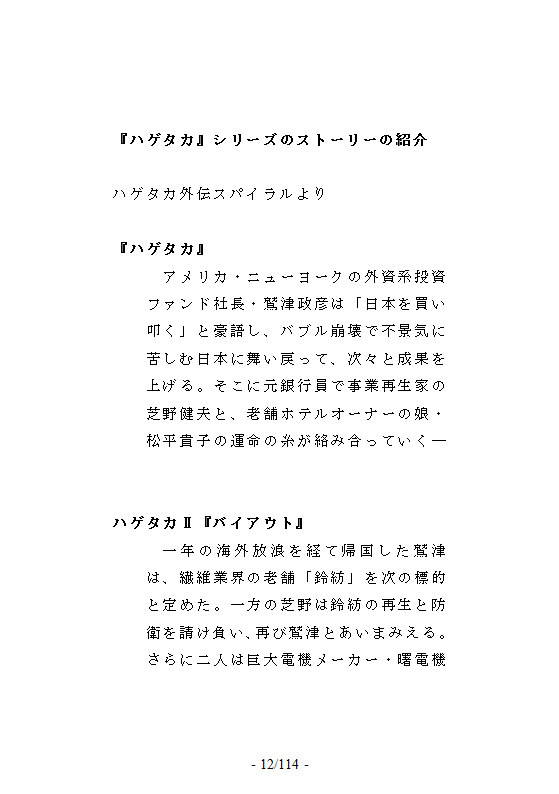 『ハゲタカ』シリーズのストーリーの紹介
ハゲタカ外伝スパイラルより
『ハゲタカ』
アメリカ・ニューヨークの外資系投資
ファンド社長・鷲津政彦は「日本を買い
叩く」と豪語し、バブル崩壊で不景気に
苦しむ日本に舞い戻って、次々と成果を
上げる。そこに元銀行員で事業再生家の
芝野健夫と、老舗ホテルオーナーの娘・
松平貴子の運命の糸が絡み合っていく―
ハゲタカⅡ『バイアウト』
一年の海外放浪を経て帰国した鷲津
は、繊維業界の老舗「鈴紡」を次の標的
と定めた。一方の芝野は鈴紡の再生と防
衛を請け負い、再び鷲津とあいまみえる。
さらに二人は巨大電機メーカー・曙電機
- 12/114 -